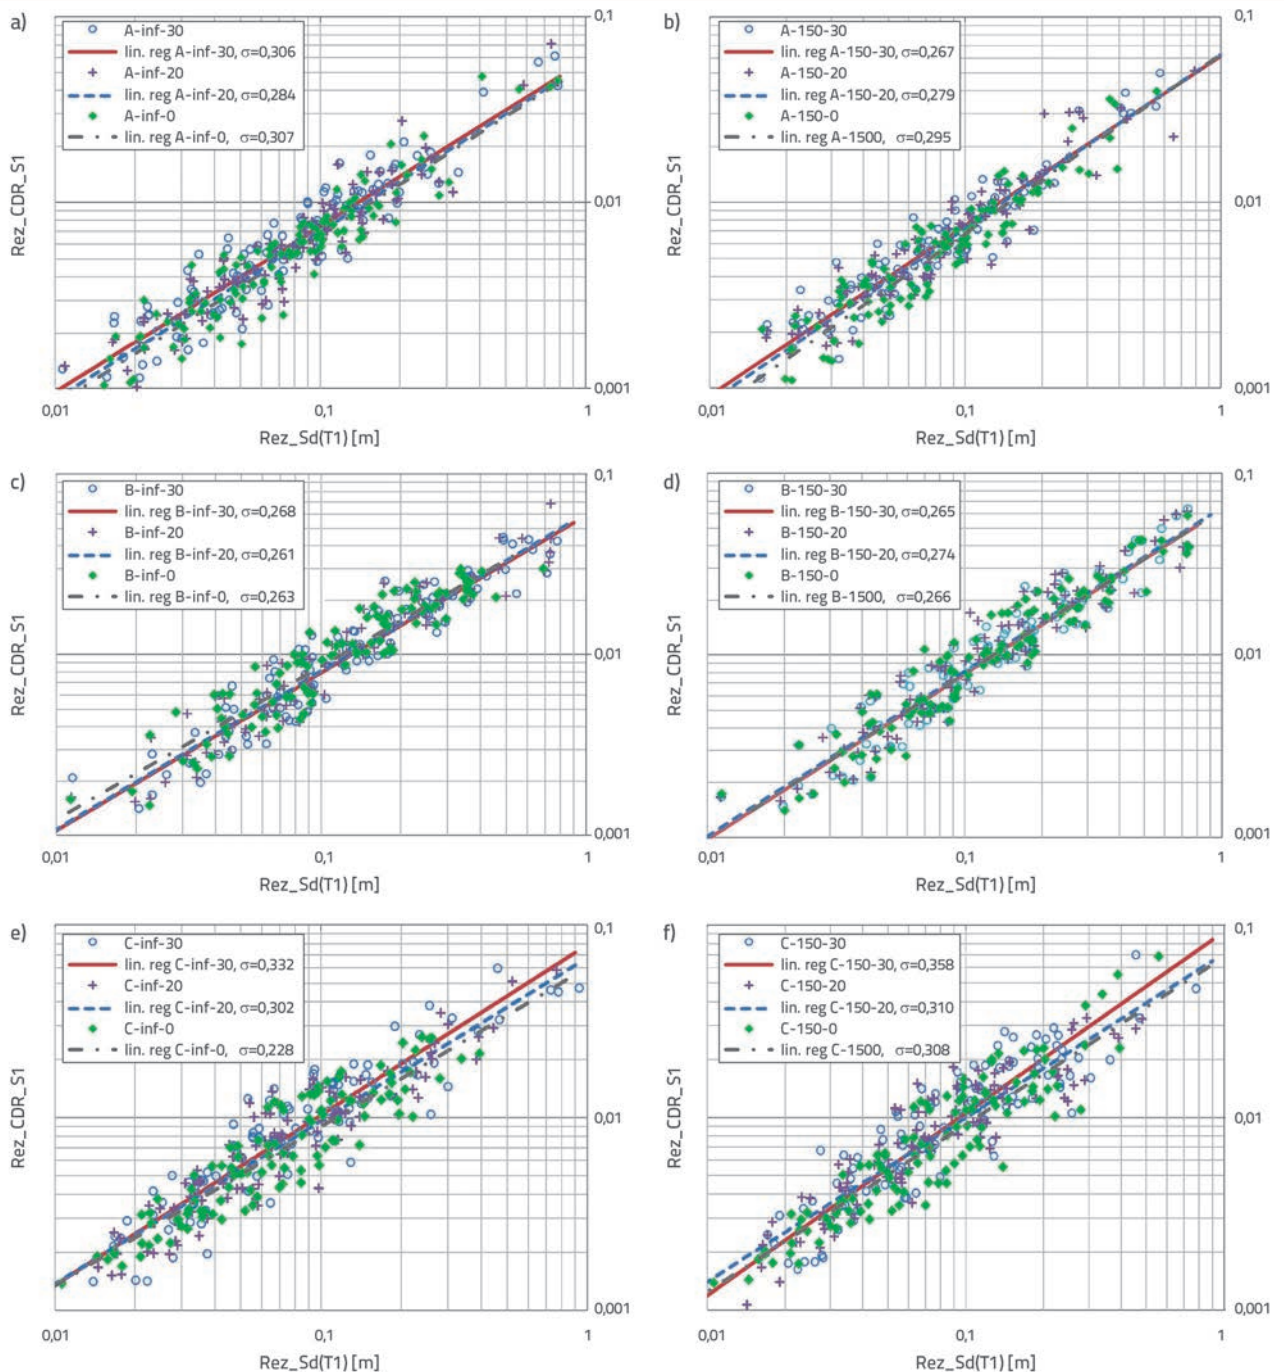 a)
A-inf-30
lin. reg A-inf-30, σ=0,306
A-inf-20
lin. reg A-inf-20, σ=0,284
A-inf-0
lin. reg A-inf-0, σ=0,307
0,1
0,01
0,001
Rez_CDR_S1
0,01
0,1
1
Rez_Sd(T1) [m]
b)
A-150-30
lin. reg A-150-30, σ=0,267
A-150-20
lin. reg A-150-20, σ=0,279
A-150-0
lin. reg A-1500, σ=0,295
0,1
0,01
0,001
Rez_CDR_S1
0,01
0,1
1
Rez_Sd(T1) [m]
c)
B-inf-30
lin. reg B-inf-30, σ=0,268
B-inf-20
lin. reg B-inf-20, σ=0,261
B-inf-0
lin. reg B-inf-0, σ=0,263
0,1
0,01
0,001
Rez_CDR_S1
0,01
0,1
1
Rez_Sd(T1) [m]
d)
B-150-30
lin. reg B-150-30, σ=0,265
B-150-20
lin. reg B-150-20, σ=0,274
B-150-0
lin. reg B-1500, σ=0,266
0,1
0,01
0,001
Rez_CDR_S1
0,01
0,1
1
Rez_Sd(T1) [m]
e)
C-inf-30
lin. reg C-inf-30, σ=0,332
C-inf-20
lin. reg C-inf-20, σ=0,302
C-inf-0
lin. reg C-inf-0, σ=0,228
0,1
0,01
0,001
Rez_CDR_S1
0,01
0,1
1
Rez_Sd(T1) [m]
f)
C-150-30
lin. reg C-150-30, σ=0,358
C-150-20
lin. reg C-150-20, σ=0,310
C-150-0
lin. reg C-1500, σ=0,308
0,1
0,01
0,001
Rez_CDR_S1
0,01
0,1
1
Rez_Sd(T1) [m]